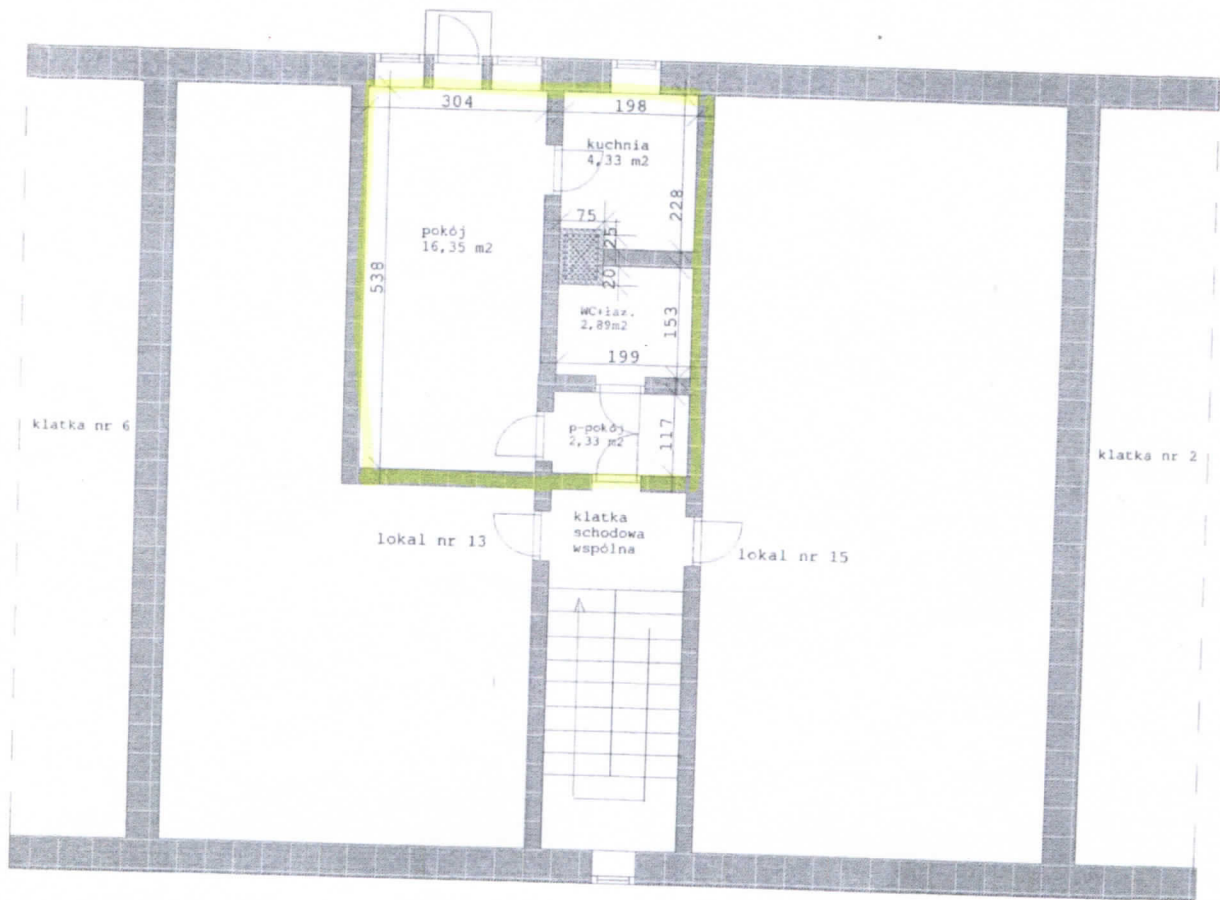 304
198
kuchnia
4,33 m2
228
75
25
20
pokój
16,35 m2
538
WC+łaz.
2,89m2
153
199
p-pokój
2,33 m2
117
klatka nr 6
klatka nr 2
klatka
schodowa
wspólna
lokal nr 13
lokal nr 15